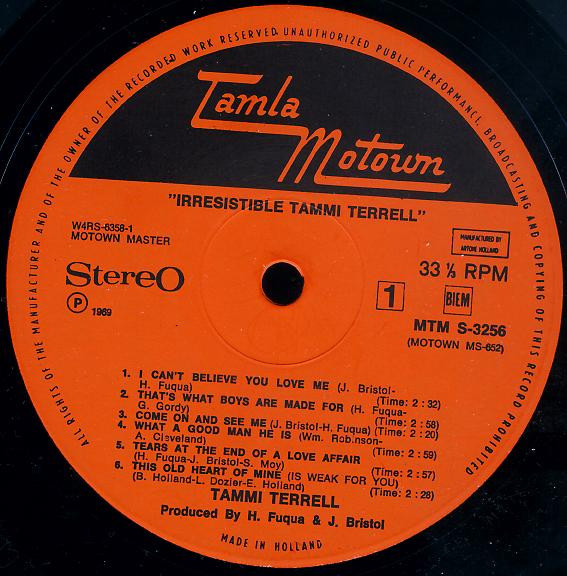 ALL RIGHTS OF THE MANUFACTURER AND OF THE OWNER OF THE RECORDED WORK RESERVED. UNAUTHORIZED PUBLIC PERFORMANCE, BROADCASTING AND COPYING OF THIS RECORD PROHIBITED
Tamla
Motown
"IRRESISTIBLE TAMMI TERRELL"
W4RS-6358-1
MOTOWN MASTER
MANUFACTURED BY
ARTONE HOLLAND
StereO
33 ⅓ RPM
P 1969
1 BIEM
MTM S-3256
(MOTOWN MS-652)
1. I CAN'T BELIEVE YOU LOVE ME (J. Bristol-
H. Fuqua) (Time: 2 : 32)
2. THAT'S WHAT BOYS ARE MADE FOR (H. Fuqua-
G. Gordy) (Time: 2 : 58)
3. COME ON AND SEE ME (J. Bristol-H. Fuqua) (Time: 2 : 20)
4. WHAT A GOOD MAN HE IS (Wm. Robinson-
A. Cleveland) (Time: 2 : 59)
5. TEARS AT THE END OF A LOVE AFFAIR
(H. Fuqua-J. Bristol-S. Moy) (Time: 2 : 57)
6. THIS OLD HEART OF MINE (IS WEAK FOR YOU)
(B. Holland-L. Dozier-E. Holland) (Time: 2 : 28)
TAMMI TERRELL
Produced By H. Fuqua & J. Bristol
MADE IN HOLLAND